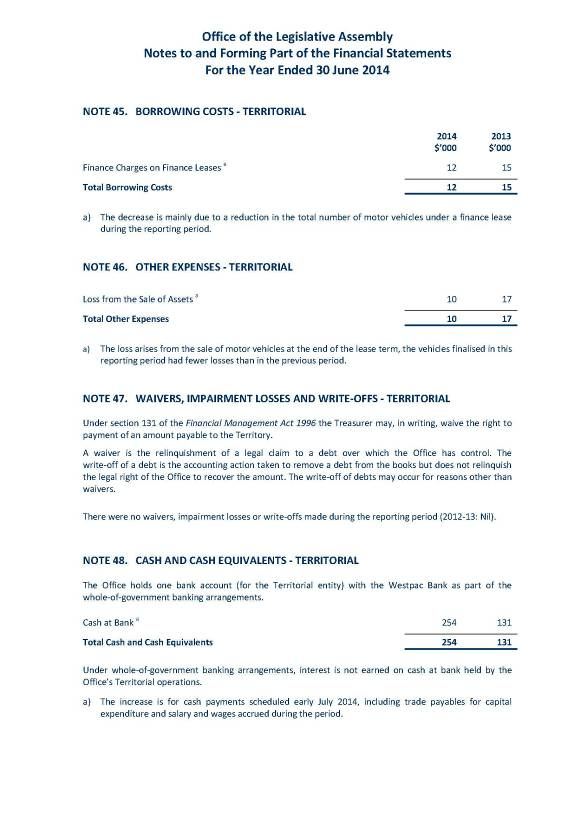 Office of the Legislative Assembly
Notes to and Forming Part of the Financial Statements
For the Year Ended 30 June 2014
NOTE 45. BORROWING COSTS - TERRITORIAL
2014 2013
$'000 $'000
Finance Charges on Finance Leases a 12 15
Total Borrowing Costs 12 15
a) The decrease is mainly due to a reduction in the total number of motor vehicles under a finance lease
during the reporting period.
NOTE 46. OTHER EXPENSES - TERRITORIAL
Loss from the Sale of Assets a 10 17
Total Other Expenses 10 17
a) The loss arises from the sale of motor vehicles at the end of the lease term, the vehicles finalised in this
reporting period had fewer losses than in the previous period.
NOTE 47. WAIVERS, IMPAIRMENT LOSSES AND WRITE-OFFS - TERRITORIAL
Under section 131 of the Financial Management Act 1996 the Treasurer may, in writing, waive the right to
payment of an amount payable to the Territory.
A waiver is the relinquishment of a legal claim to a debt over which the Office has control. The
write-off of a debt is the accounting action taken to remove a debt from the books but does not relinquish
the legal right of the Office to recover the amount. The write-off of debts may occur for reasons other than
waivers.
There were no waivers, impairment losses or write-offs made during the reporting period (2012-13: Nil).
NOTE 48. CASH AND CASH EQUIVALENTS - TERRITORIAL
The Office holds one bank account (for the Territorial entity) with the Westpac Bank as part of the
whole-of-government banking arrangements.
Cash at Bank a 254 131
Total Cash and Cash Equivalents 254 131
Under whole-of-government banking arrangements, interest is not earned on cash at bank held by the
Office's Territorial operations.
a) The increase is for cash payments scheduled early July 2014, including trade payables for capital
expenditure and salary and wages accrued during the period.